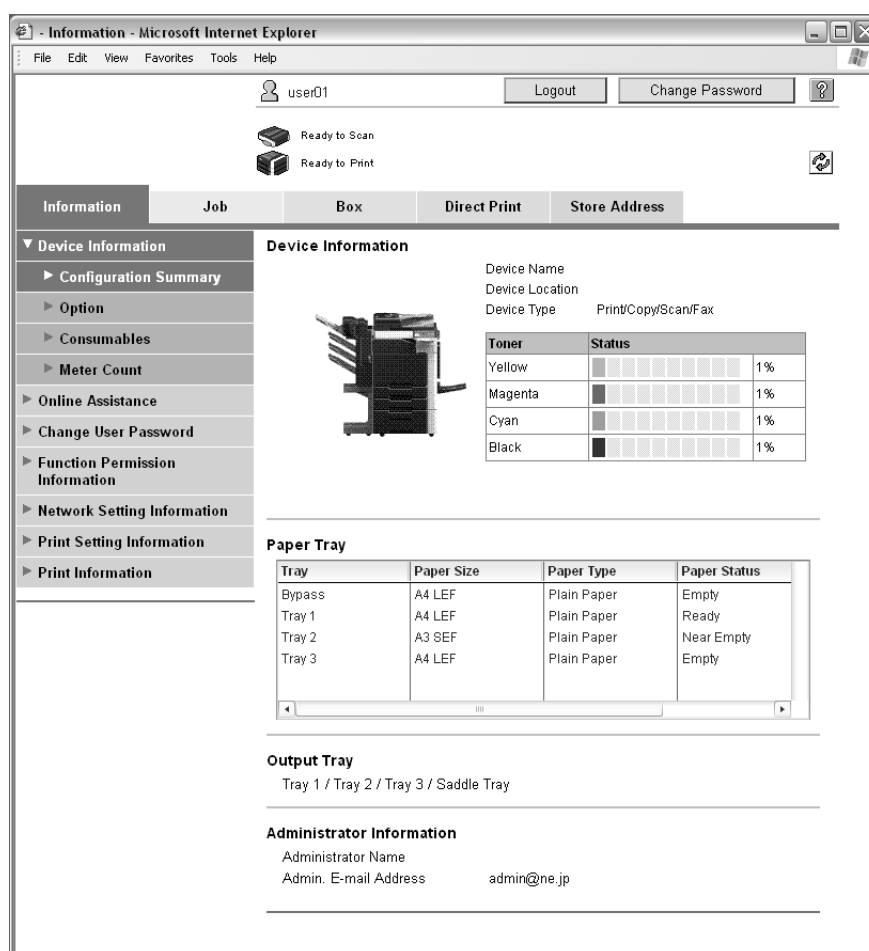 - Information - Microsoft Internet Explorer
File Edit View Favorites Tools Help
user01 Logout Change Password ?
Ready to Scan
Ready to Print
Information Job Box Direct Print Store Address
Device Information
Configuration Summary
Option
Consumables
Meter Count
Online Assistance
Change User Password
Function Permission
Information
Network Setting Information
Print Setting Information
Print Information
Device Information
Device Name
Device Location
Device Type Print/Copy/Scan/Fax
Toner Status
Yellow 1%
Magenta 1%
Cyan 1%
Black 1%
Paper Tray
Tray Paper Size Paper Type Paper Status
Bypass A4 LEF Plain Paper Empty
Tray 1 A4 LEF Plain Paper Ready
Tray 2 A3 SEF Plain Paper Near Empty
Tray 3 A4 LEF Plain Paper Empty
Output Tray
Tray 1 / Tray 2 / Tray 3 / Saddle Tray
Administrator Information
Administrator Name
Admin. E-mail Address admin@ne.jp